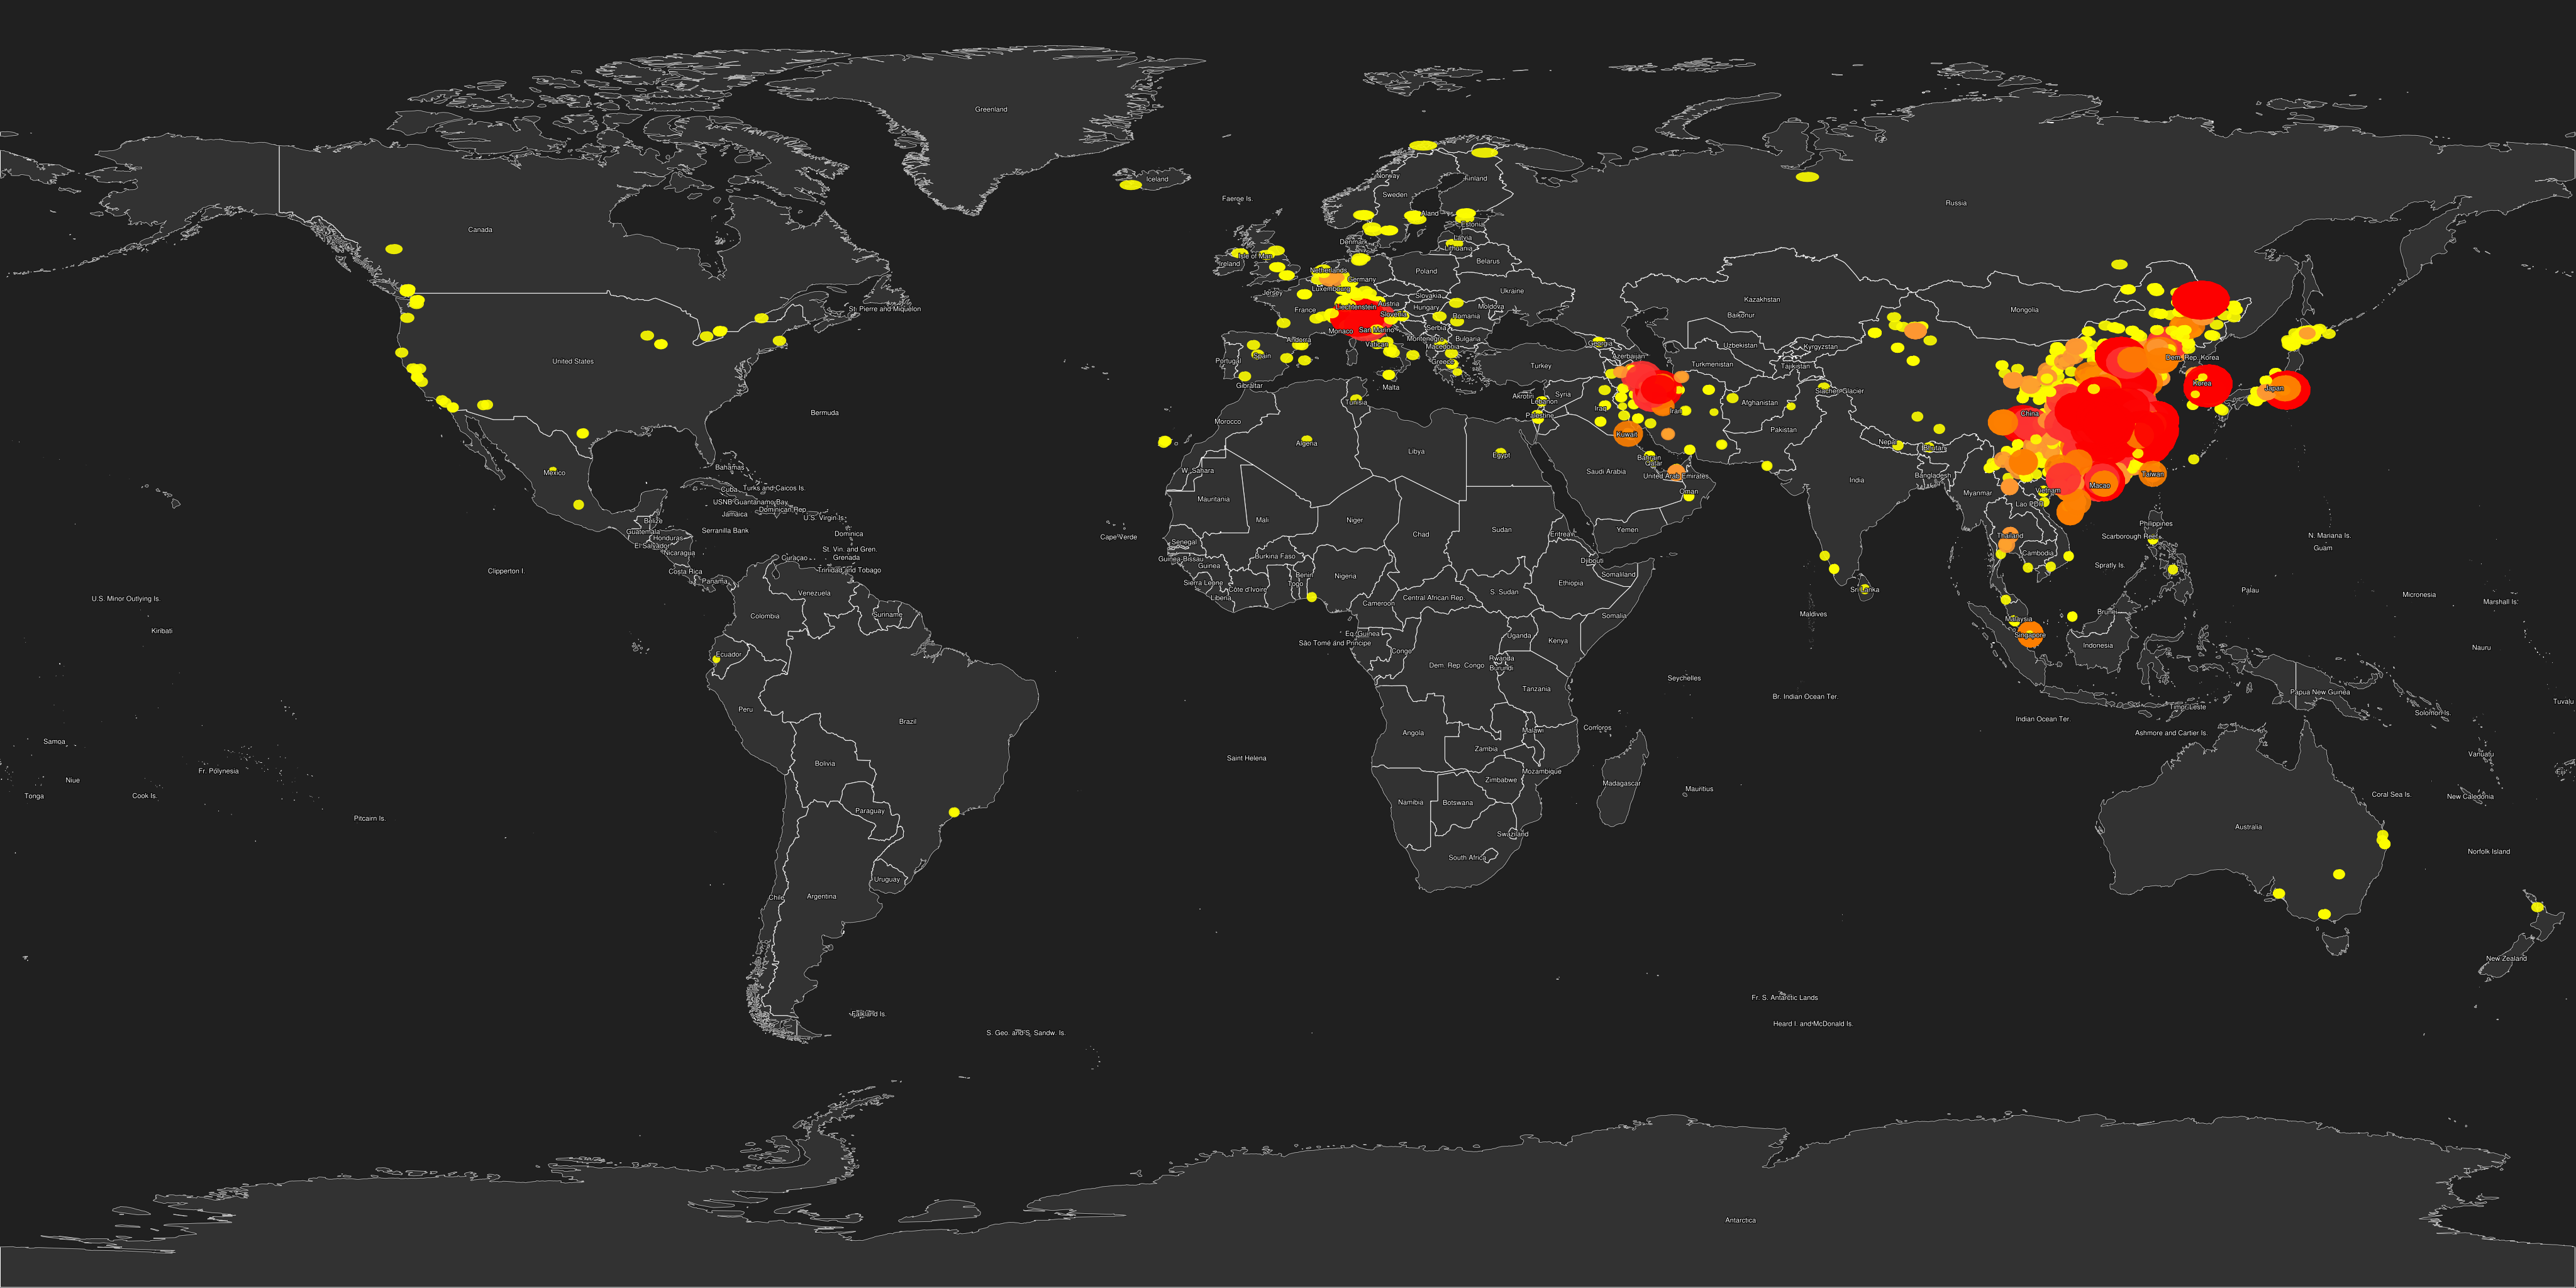 Greenland
Iceland
Faeroe Is.
Norway
Finland
Sweden
Aland
Estonia
Latvia
Lithuania
Denmark
Isle of Man
Ireland
Netherlands
Belarus
Poland
Germany
Luxembourg
Jersey
Ukraine
Slovakia
Austria
Liechtenstein
Hungary
Moldova
France
Slovenia
Romania
Serbia
Monaco
San Marino
Montenegro
Bulgaria
Andorra
Vatican
Macedonia
Spain
Portugal
Greece
Gibraltar
Malta
Turkey
Georgia
Azerbaijan
Russia
Kazakhstan
Baikonur
Mongolia
Uzbekistan
Kyrgyzstan
Turkmenistan
Tajikistan
Siachen Glacier
Dem. Rep. Korea
Korea
Japan
China
Canada
St. Pierre and Miquelon
United States
Bermuda
Mexico
Bahamas
Cuba
Turks and Caicos Is.
USNB Guantanamo Bay
Dominican Rep.
Jamaica
U.S. Virgin Is.
Belize
Guatemala
Honduras
El Salvador
Nicaragua
Serranilla Bank
Dominica
St. Vin. and Gren.
Grenada
Curaçao
Trinidad and Tobago
Costa Rica
Panama
Clipperton I.
Venezuela
Colombia
Suriname
Ecuador
Peru
Brazil
Bolivia
Paraguay
Uruguay
Argentina
Chile
Falkland Is.
S. Geo. and S. Sandw. Is.
U.S. Minor Outlying Is.
Kiribati
Samoa
Fr. Polynesia
Niue
Tonga
Cook Is.
Pitcairn Is.
Tunisia
Morocco
Algeria
Libya
Egypt
W. Sahara
Mauritania
Mali
Niger
Chad
Sudan
Eritrea
Cape Verde
Senegal
Guinea-Bissau
Guinea
Sierra Leone
Liberia
Côte d'Ivoire
Burkina Faso
Benin
Togo
Nigeria
Cameroon
Central African Rep.
S. Sudan
Ethiopia
Djibouti
Somaliland
Somalia
Eq. Guinea
São Tomé and Principe
Congo
Dem. Rep. Congo
Uganda
Kenya
Rwanda
Burundi
Tanzania
Angola
Zambia
Malawi
Mozambique
Zimbabwe
Namibia
Botswana
Swaziland
South Africa
Madagascar
Comoros
Seychelles
Mauritius
Saint Helena
Akrotiri
Syria
Lebanon
Palestine
Iraq
Iran
Kuwait
Bahrain
Qatar
United Arab Emirates
Saudi Arabia
Oman
Yemen
Afghanistan
Pakistan
India
Nepal
Bhutan
Bangladesh
Myanmar
Sri Lanka
Maldives
Br. Indian Ocean Ter.
Taiwan
Macao
Vietnam
Lao PDR
Thailand
Cambodia
Philippines
Scarborough Reef
Spratly Is.
Malaysia
Singapore
Brunei
Indonesia
Timor-Leste
Indian Ocean Ter.
Ashmore and Cartier Is.
Palau
N. Mariana Is.
Guam
Micronesia
Marshall Is.
Nauru
Papua New Guinea
Solomon Is.
Tuvalu
Vanuatu
Fiji
Coral Sea Is.
New Caledonia
Australia
Norfolk Island
New Zealand
Fr. S. Antarctic Lands
Heard I. and McDonald Is.
Antarctica